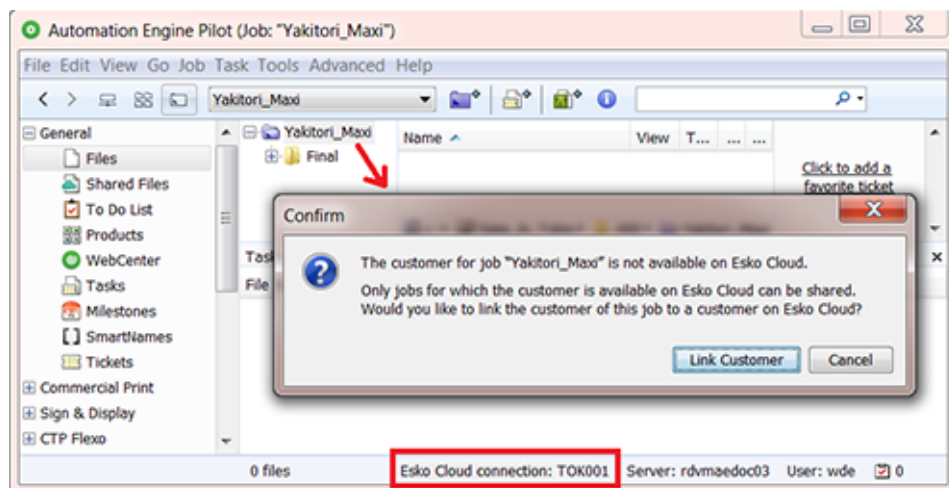 Automation Engine Pilot (Job: "Yakitori_Maxi")
File Edit View Go Job Task Tools Advanced Help
Yakitori_Maxi
General
Files
Shared Files
To Do List
Products
WebCenter
Tasks
Milestones
SmartNames
Tickets
Commercial Print
Sign & Display
CTP Flexo
Yakitori_Maxi
Final
Name View T... ... ...
Click to add a
favorite ticket
File
Confirm
The customer for job "Yakitori_Maxi" is not available on Esko Cloud.
Only jobs for which the customer is available on Esko Cloud can be shared.
Would you like to link the customer of this job to a customer on Esko Cloud?
Link Customer Cancel
0 files Esko Cloud connection: TOK001 Server: rdvmaedoc03 User: wde 0